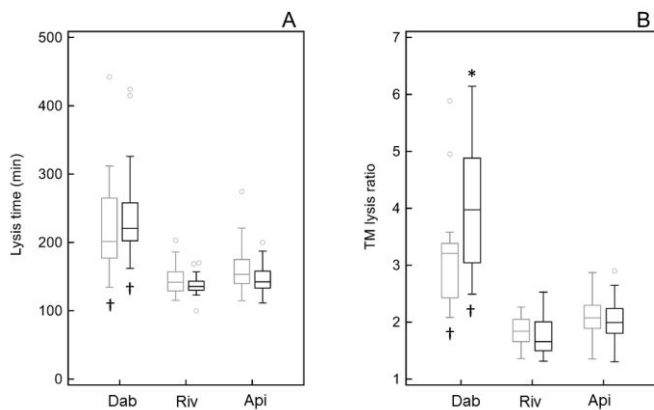 A
500
400
300
200
100
0
Lysis time (min)
†
†
Dab
Riv
Api
B
7
6
5
4
3
2
1
TM lysis ratio
*
†
†
Dab
Riv
Api